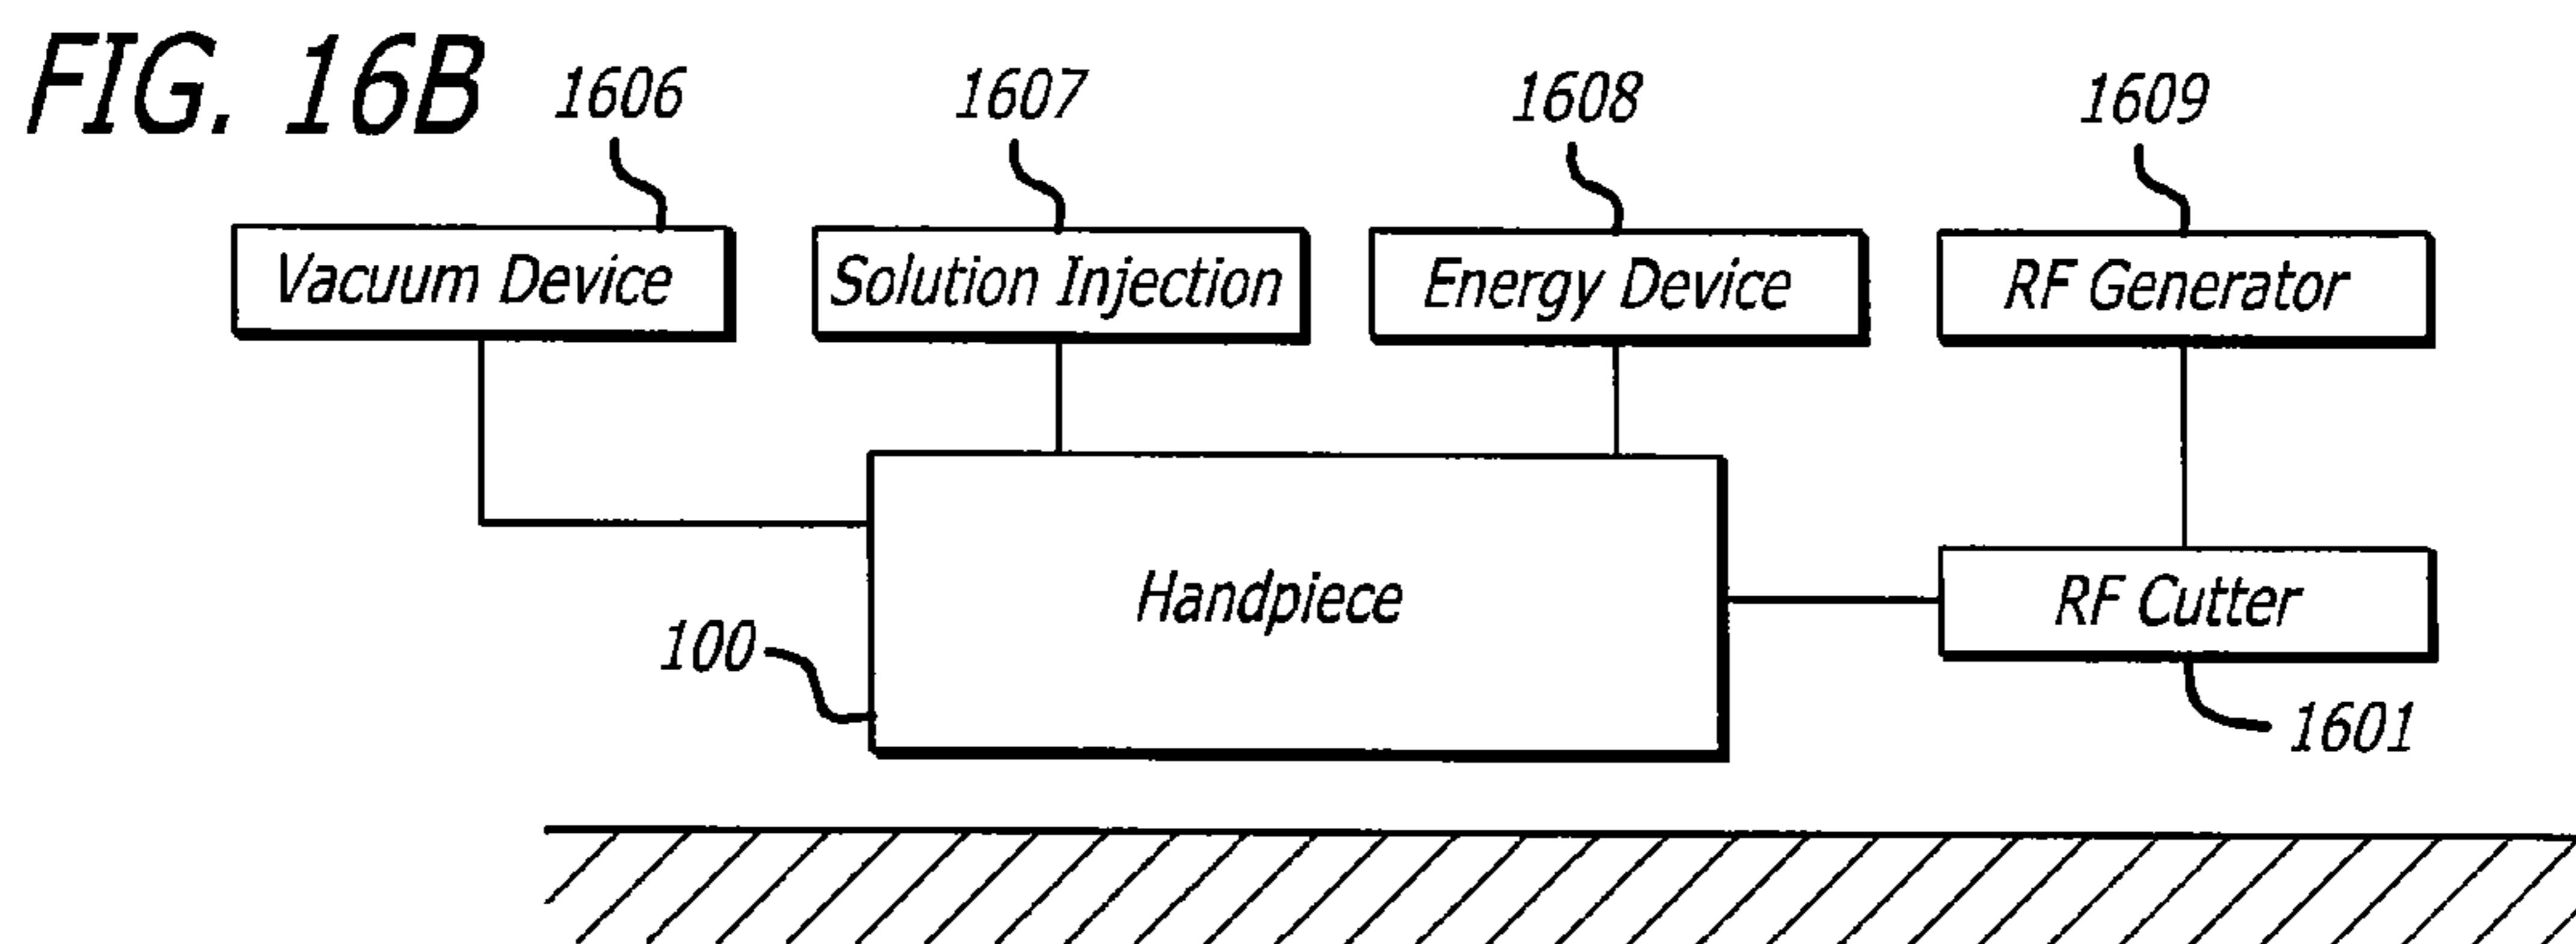 FIG. 16B
1606
1607
1608
1609
Vacuum Device
Solution Injection
Energy Device
RF Generator
Handpiece
RF Cutter
100
1601